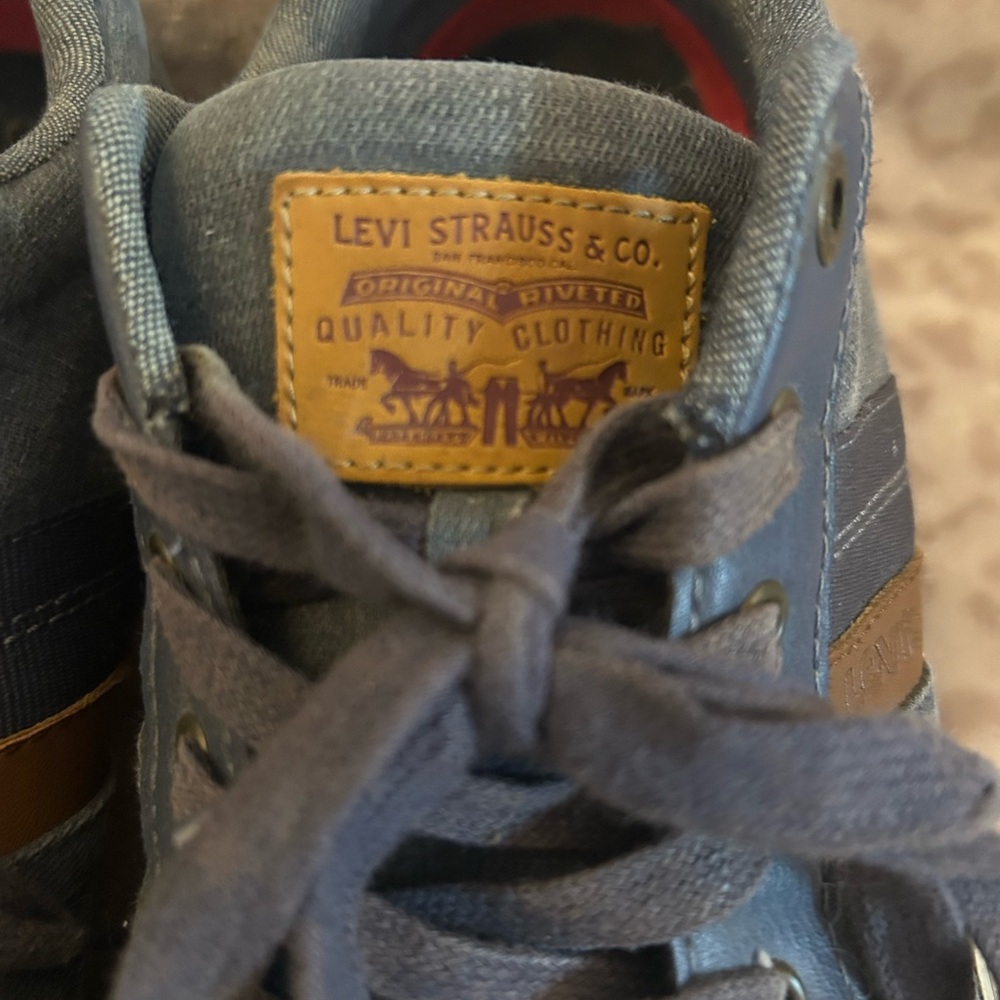 LEVI STRAUSS & CO.
SAN FRANCISCO CAL.
ORIGINAL RIVETED
QUALITY CLOTHING
TRADE MARK